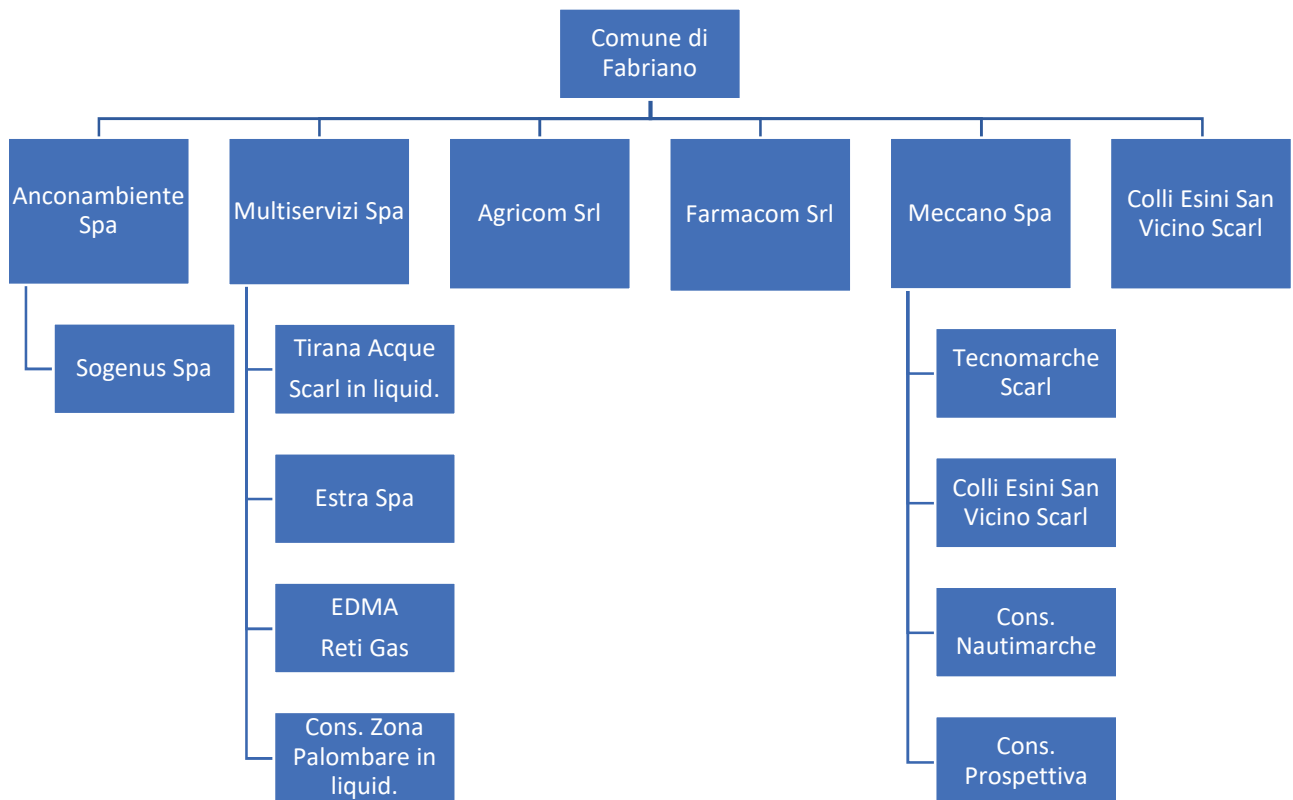 Comune di
Fabriano
Anconambiente
Spa
Multiservizi Spa
Agricom Srl
Farmacom Srl
Meccano Spa
Colli Esini San
Vicino Scarl
Sogenus Spa
Tirana Acque
Scarl in liquid.
Estra Spa
EDMA
Reti Gas
Cons. Zona
Palombare in
liquid.
Tecnomarche
Scarl
Colli Esini San
Vicino Scarl
Cons.
Nautimarche
Cons.
Prospettiva